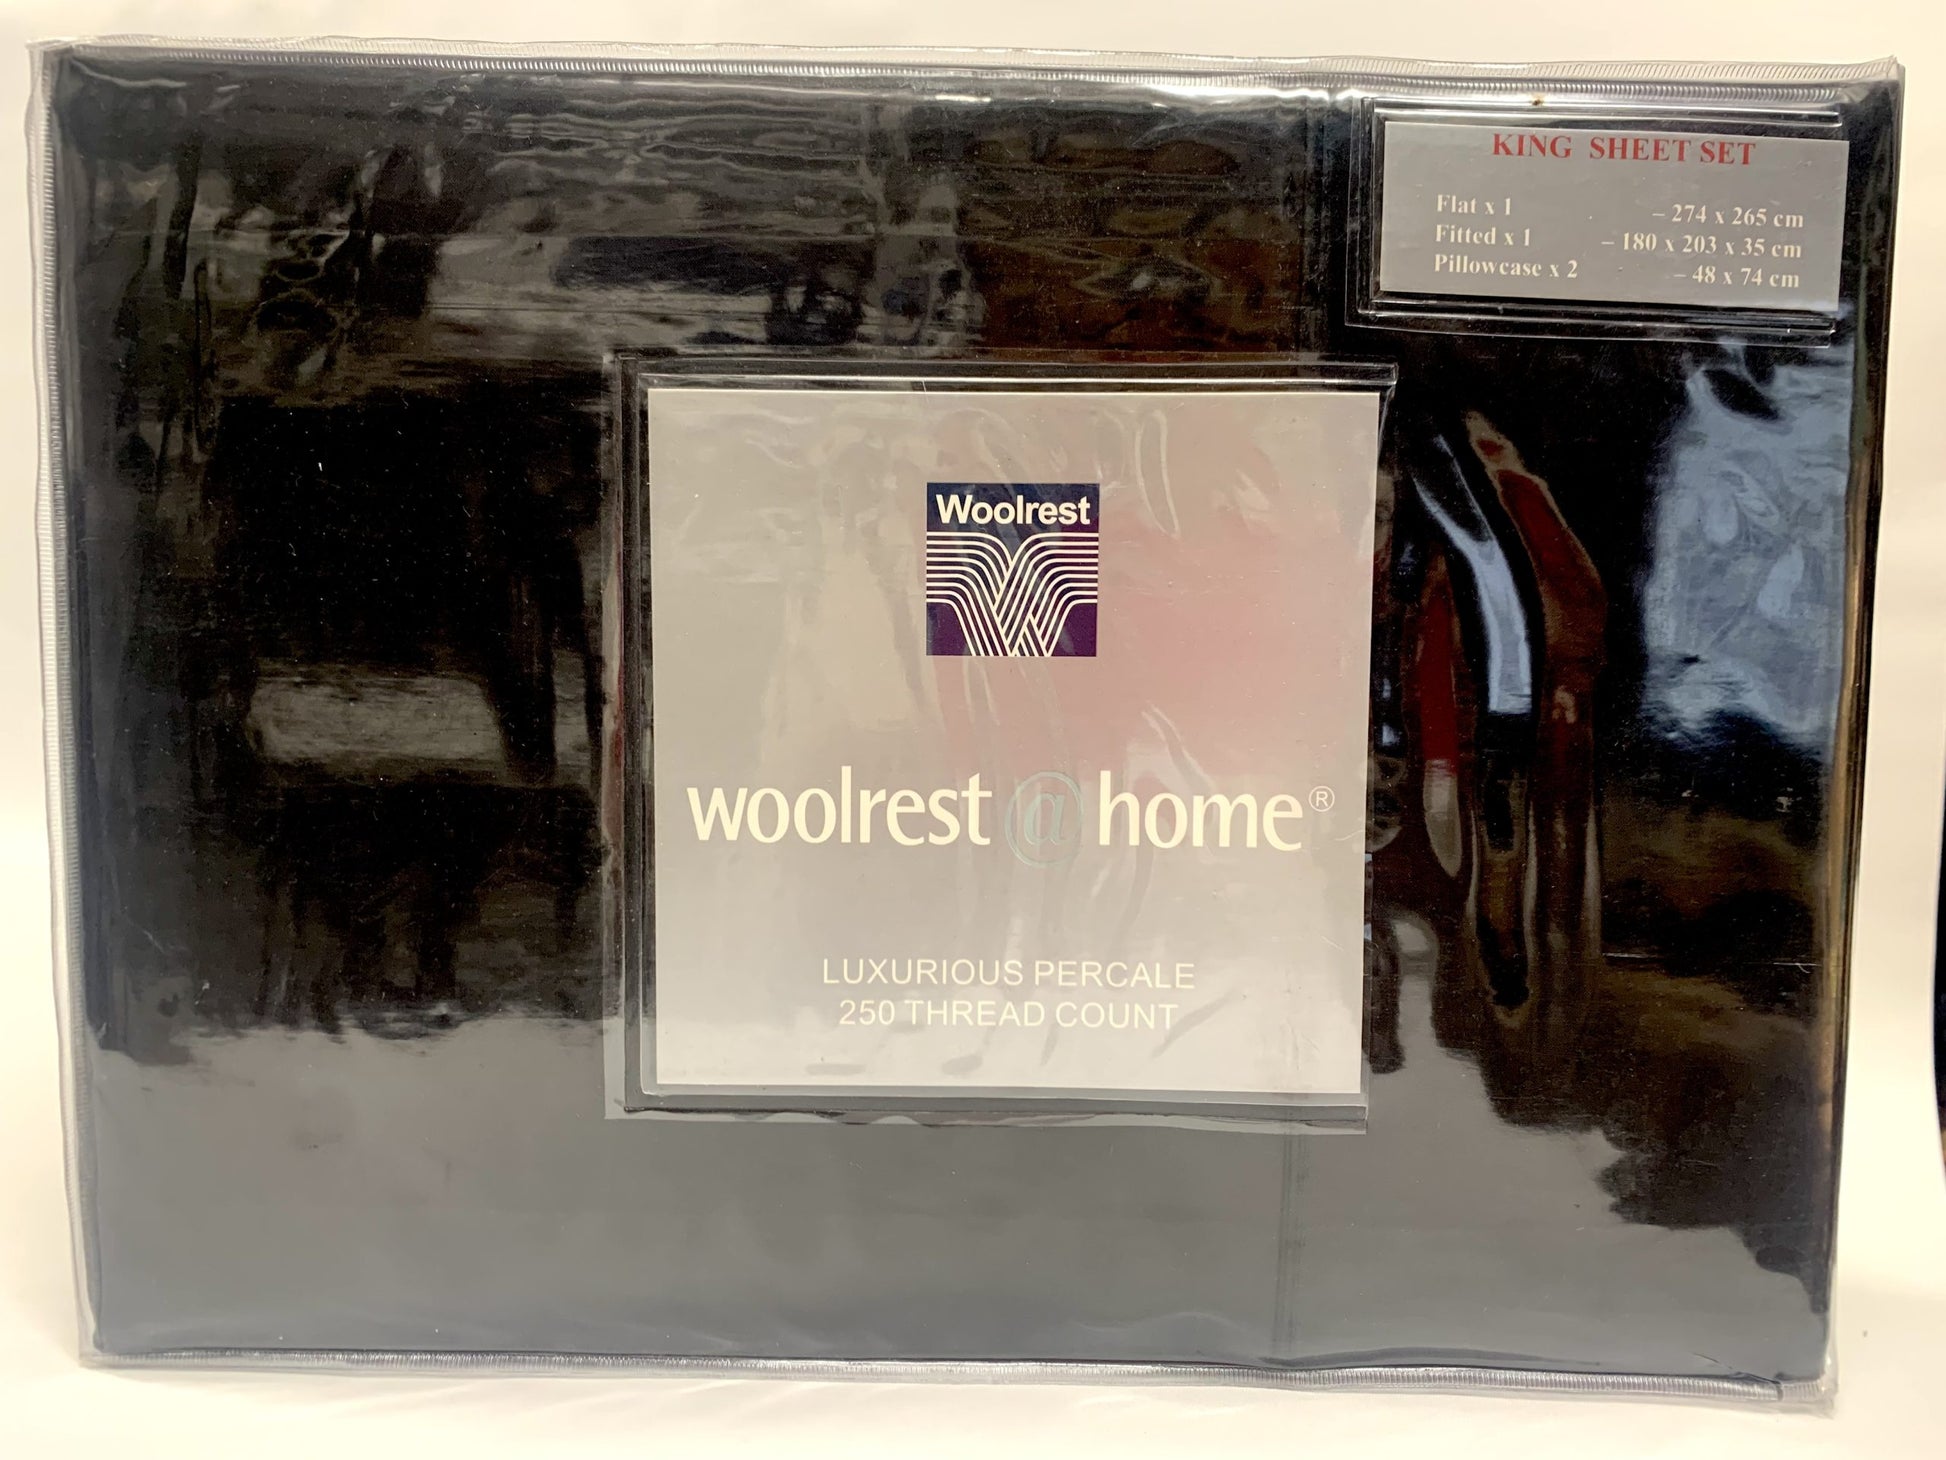 KING SHEET SET
Flat x 1 – 274 x 265 cm
Fitted x 1 – 180 x 203 x 35 cm
Pillowcase x 2 – 48 x 74 cm
Woolrest
woolrest @ home®
LUXURIOUS PERCALE
250 THREAD COUNT